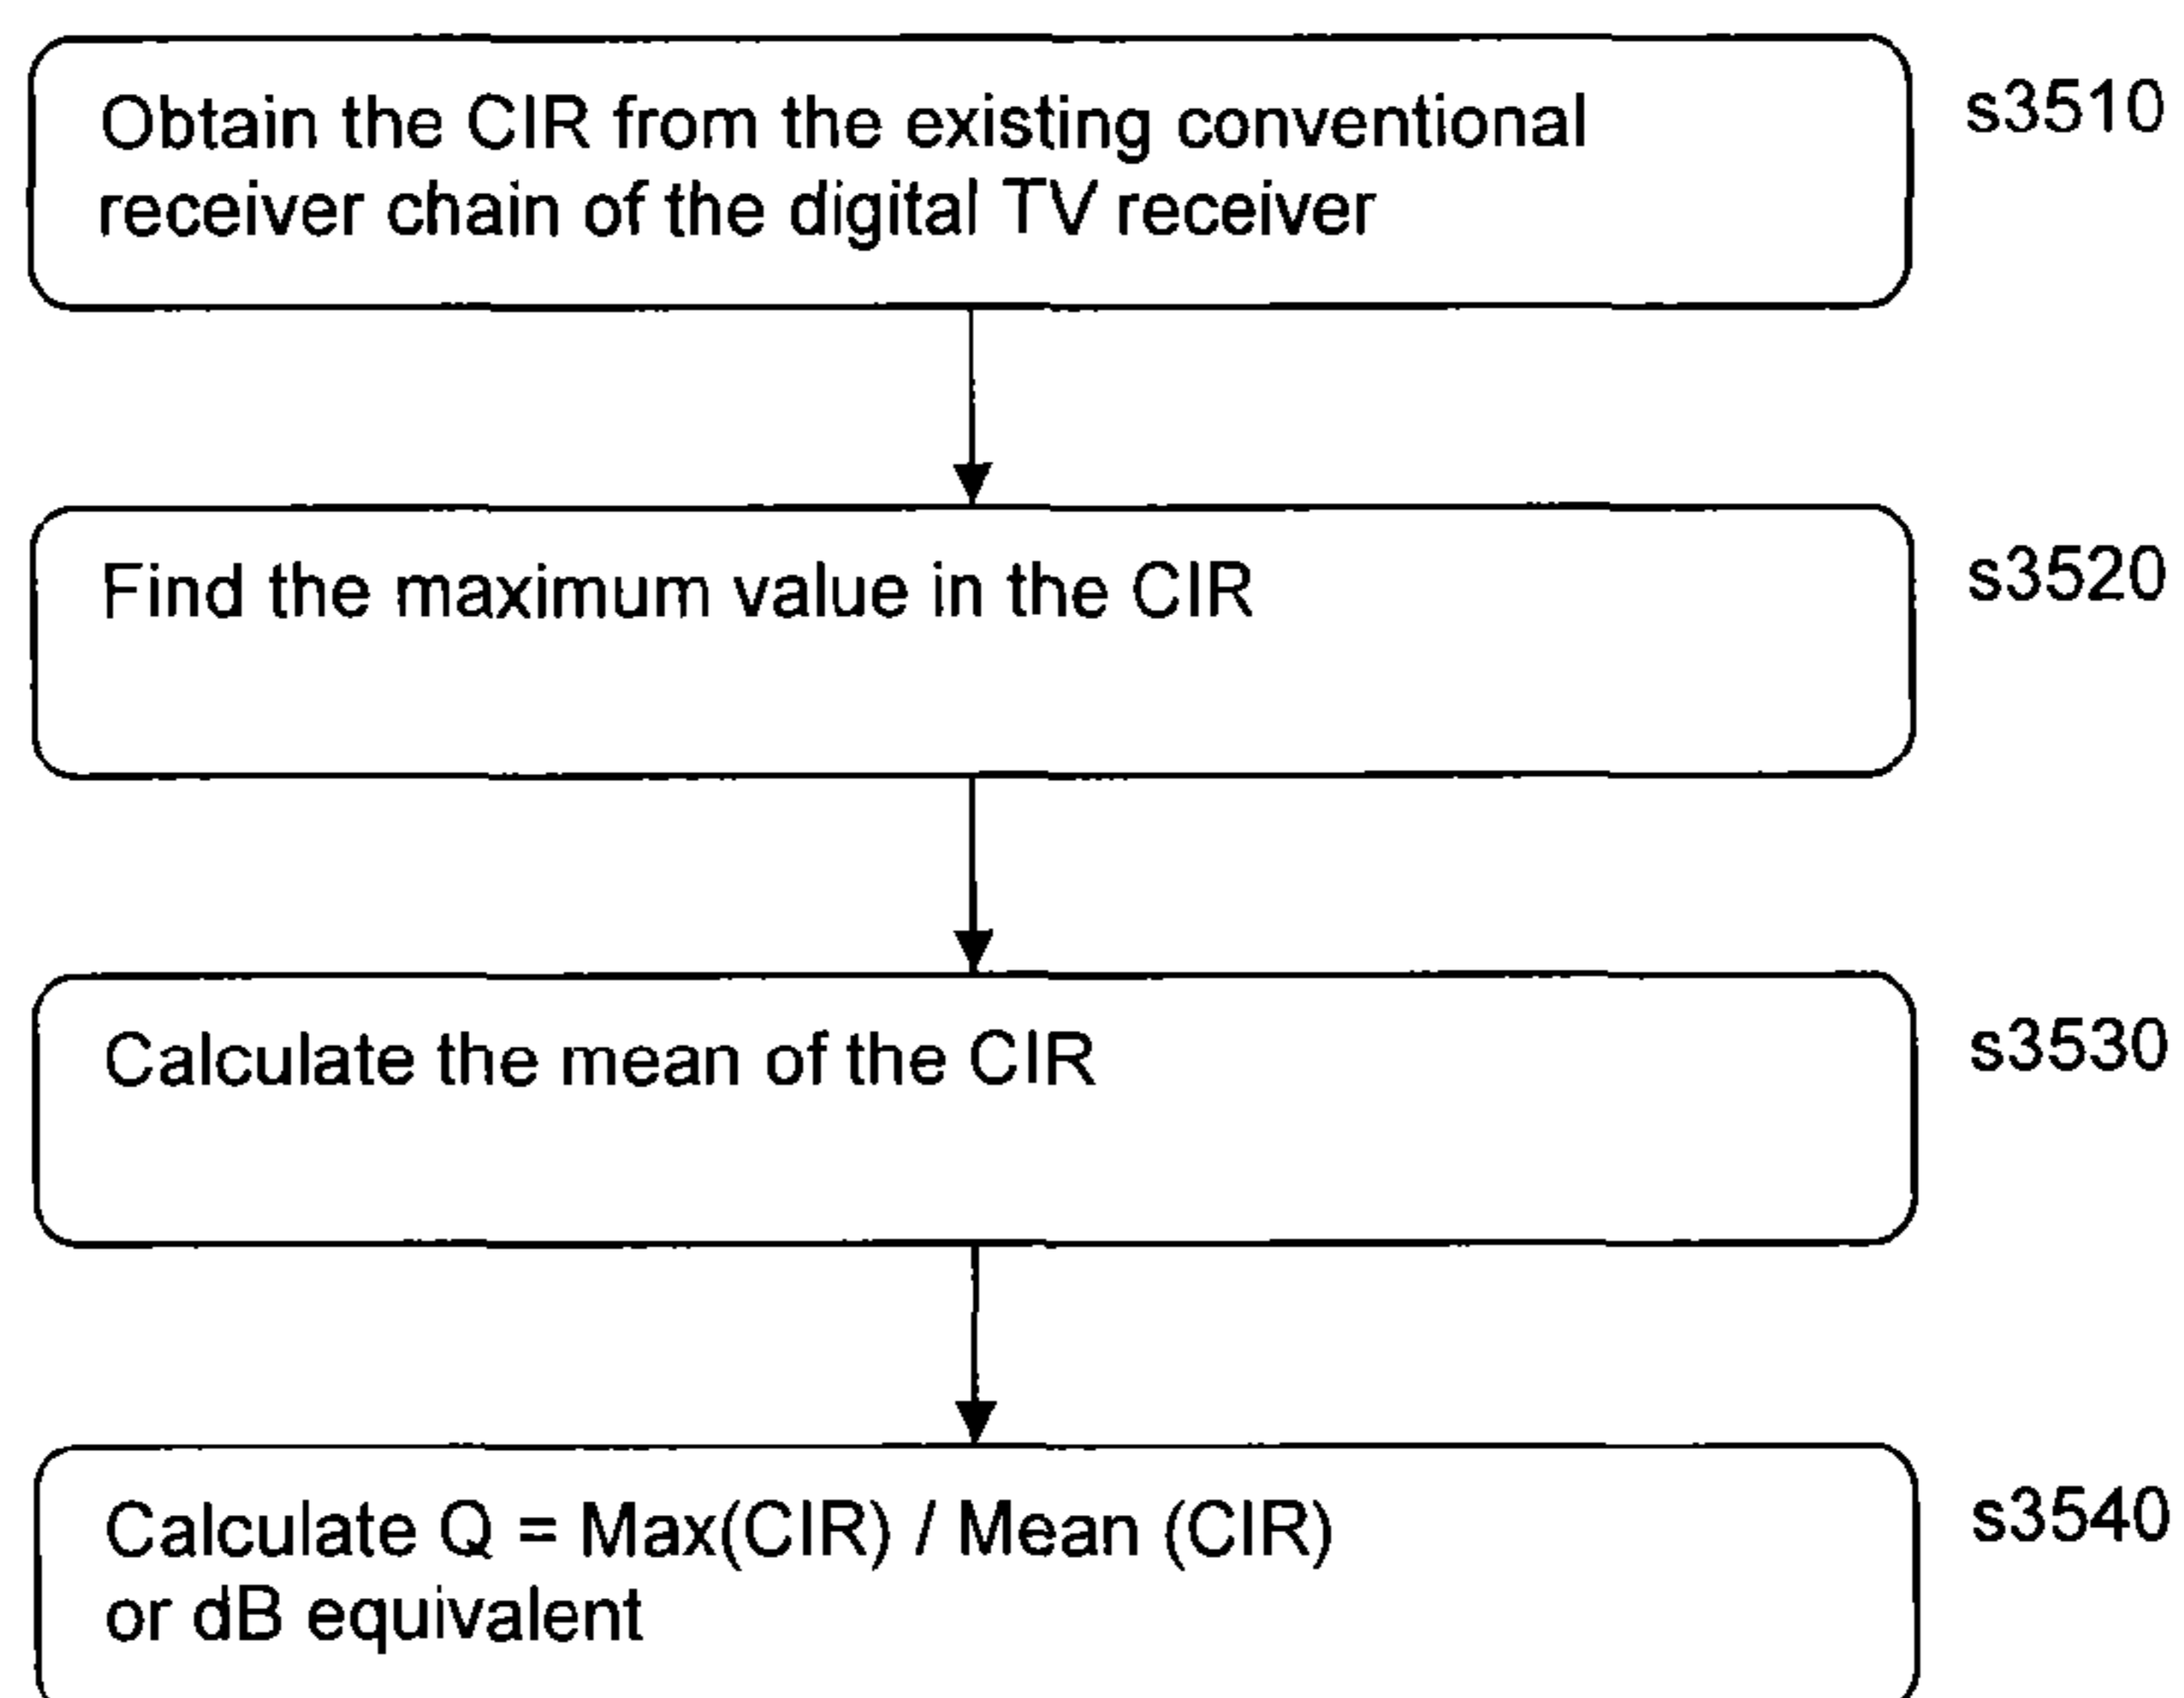 Obtain the CIR from the existing conventional
receiver chain of the digital TV receiver
s3510
Find the maximum value in the CIR
s3520
Calculate the mean of the CIR
s3530
Calculate Q = Max(CIR) / Mean (CIR)
or dB equivalent
s3540